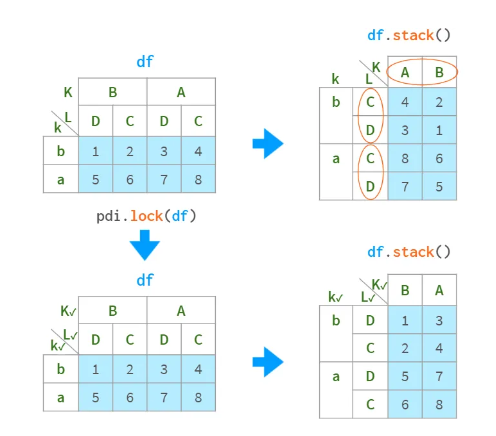 df
K B A
L
k D C D C
b 1 2 3 4
a 5 6 7 8
df.stack()
K
k L A B
b C 4 2
D 3 1
a C 8 6
D 7 5
pdi.lock(df)
df
K✓ B A
L✓
k✓ D C D C
b 1 2 3 4
a 5 6 7 8
df.stack()
K✓
k✓ L✓ B A
b D 1 3
C 2 4
a D 5 7
C 6 8